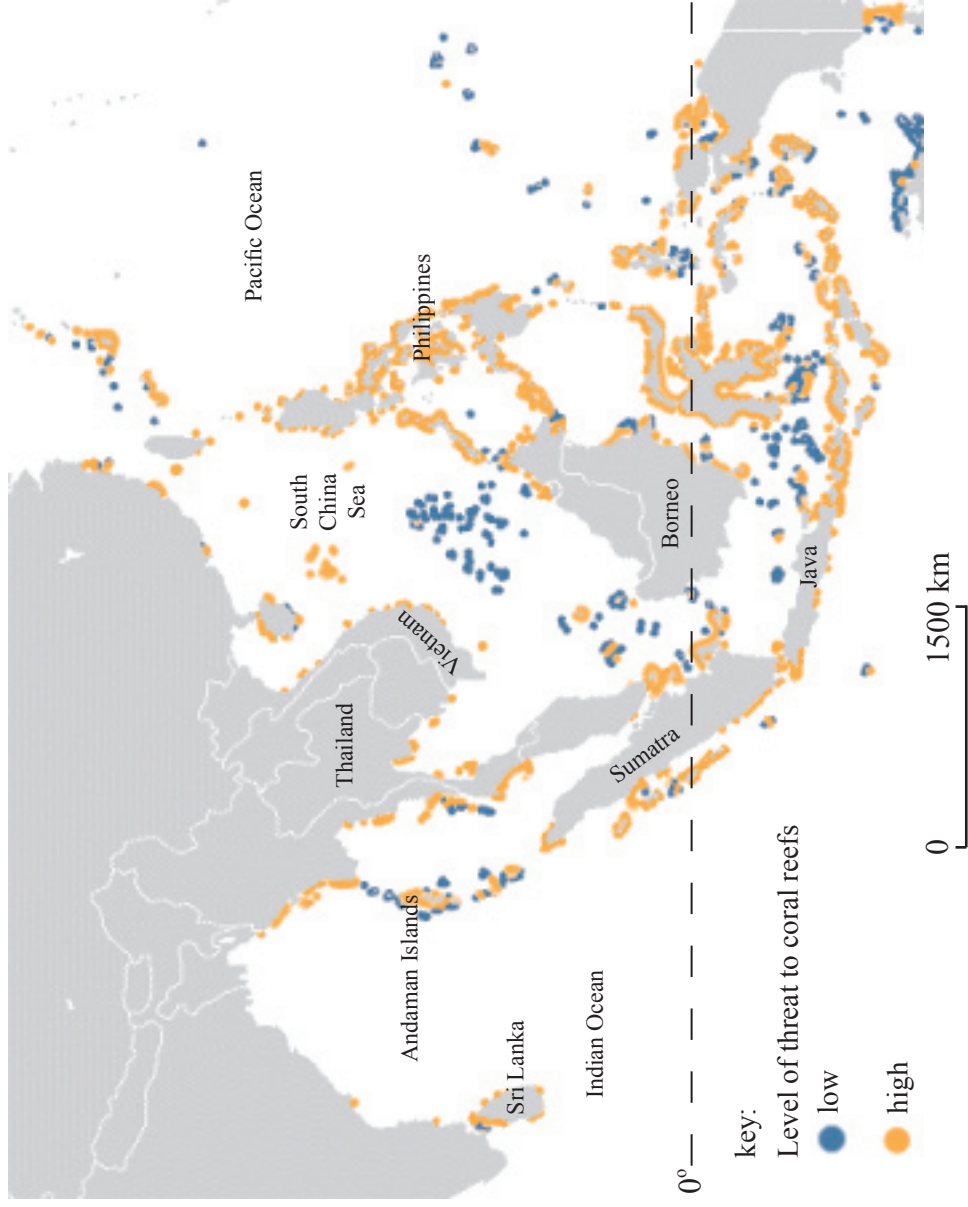 Pacific Ocean
Philippines
South
China
Sea
Vietnam
Thailand
Andaman Islands
Sri Lanka
Indian Ocean
Borneo
Sumatra
Java
0°
key:
Level of threat to coral reefs
low
high
0
1500 km